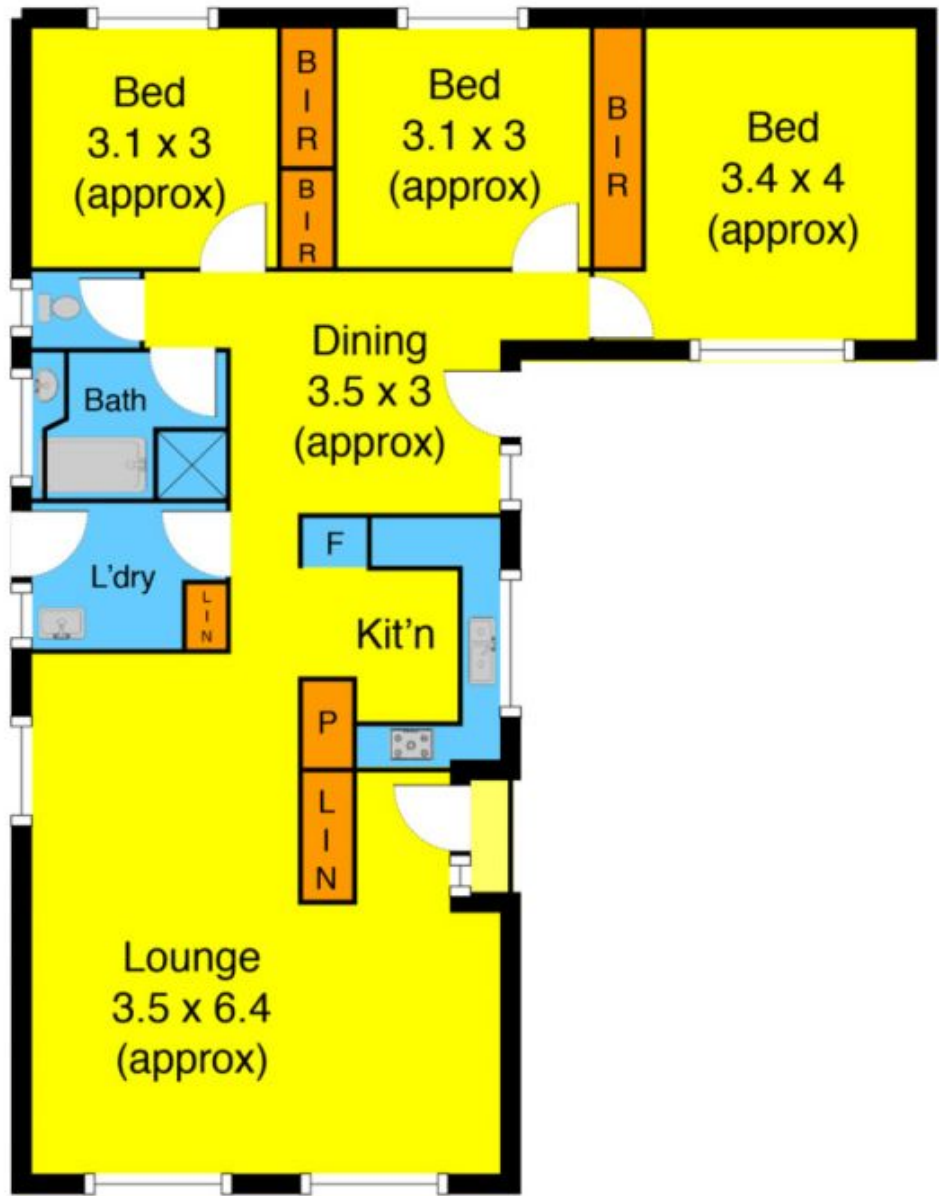 Bed
3.1 x 3
(approx)
B
I
R
B
I
R
Bed
3.1 x 3
(approx)
B
I
R
Bed
3.4 x 4
(approx)
Dining
3.5 x 3
(approx)
Bath
L'dry
L
I
N
F
Kit'n
P
L
I
N
Lounge
3.5 x 6.4
(approx)